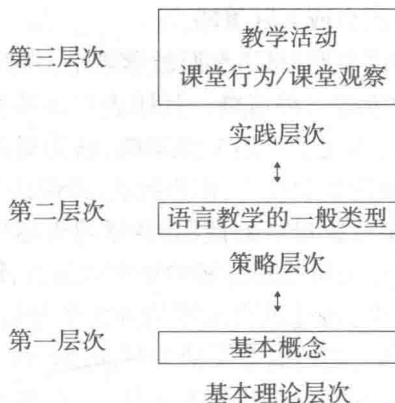 教学活动
第三层次 课堂行为/课堂观察
实践层次
↕
第二层次 语言教学的一般类型
策略层次
↕
第一层次 基本概念
基本理论层次